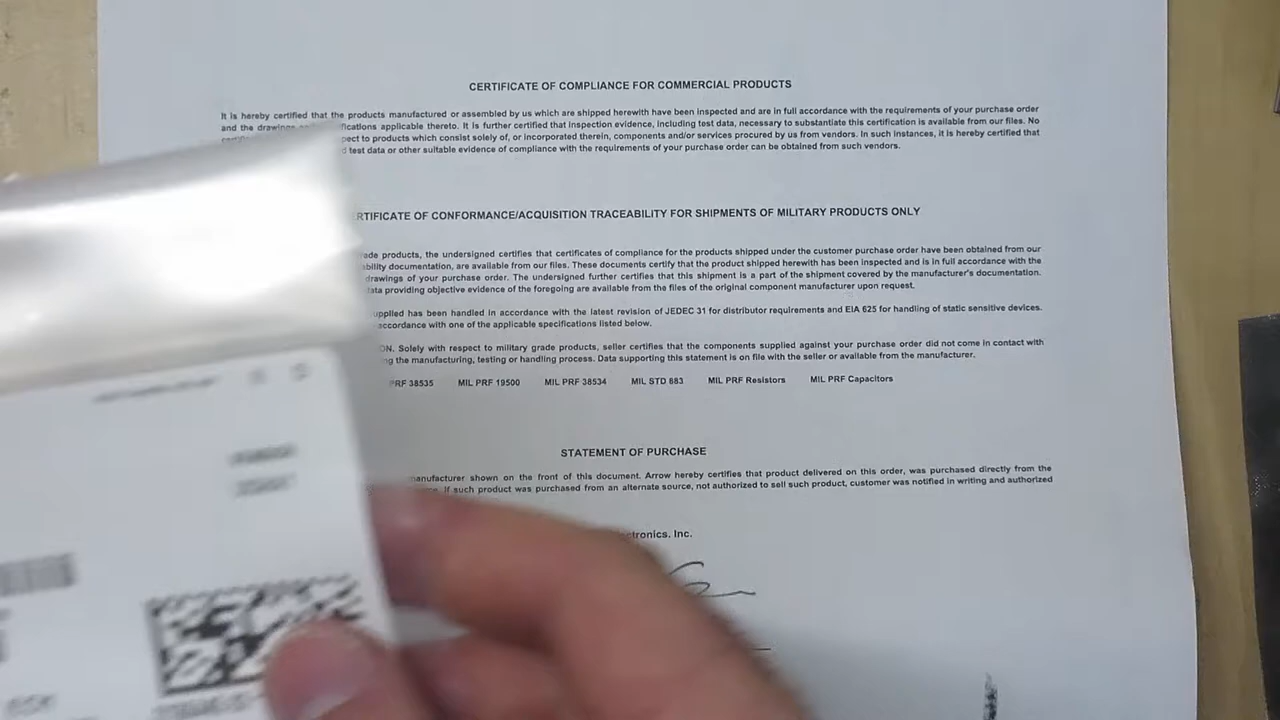 CERTIFICATE OF COMPLIANCE FOR COMMERCIAL PRODUCTS
It is hereby certified that the products manufactured or assembled by us which are shipped herewith have been inspected and are in full accordance with the requirements of your purchase order
and the drawings fications applicable thereto. It is further certified that inspection evidence, including test data, necessary to substantiate this certification is available from our files. No
pect to products which consist solely of, or incorporated therein, components and/or services procured by us from vendors. In such instances, it is hereby certified that
test data or other suitable evidence of compliance with the requirements of your purchase order can be obtained from such vendors.
RTIFICATE OF CONFORMANCE/ACQUISITION TRACEABILITY FOR SHIPMENTS OF MILITARY PRODUCTS ONLY
ade products, the undersigned certifies that certificates of compliance for the products shipped under the customer purchase order have been obtained from our
bility documentation, are available from our files. These documents certify that the product shipped herewith has been inspected and is in full accordance with the
drawings of your purchase order. The undersigned further certifies that this shipment is a part of the shipment covered by the manufacturer's documentation.
ata providing objective evidence of the foregoing are available from the files of the original component manufacturer upon request.
upplied has been handled in accordance with the latest revision of JEDEC 31 for distributor requirements and EIA 625 for handling of static sensitive devices.
accordance with one of the applicable specifications listed below.
ON. Solely with respect to military grade products, seller certifies that the components supplied against your purchase order did not come in contact with
ng the manufacturing, testing or handling process. Data supporting this statement is on file with the seller or available from the manufacturer.
PRF 38535 MIL PRF 19500 MIL PRF 38534 MIL STD 883 MIL PRF Resistors MIL PRF Capacitors
STATEMENT OF PURCHASE
anufacturer shown on the front of this document. Arrow hereby certifies that product delivered on this order, was purchased directly from the
If such product was purchased from an alternate source, not authorized to sell such product, customer was notified in writing and authorized
ctronics. Inc.